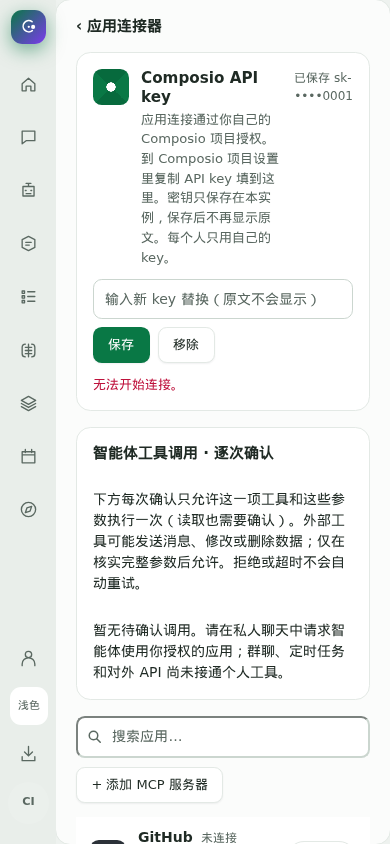 ‹ 应用连接器
Composio API
key
已保存 sk-
••••0001
应用连接通过你自己的
Composio 项目授权。
到 Composio 项目设置
里复制 API key 填到这
里。密钥只保存在本实
例，保存后不再显示原
文。每个人只用自己的
key。
输入新 key 替换（原文不会显示）
保存
移除
无法开始连接。
智能体工具调用 · 逐次确认
下方每次确认只允许这一项工具和这些参
数执行一次（读取也需要确认）。外部工
具可能发送消息、修改或删除数据；仅在
核实完整参数后允许。拒绝或超时不会自
动重试。
暂无待确认调用。请在私人聊天中请求智
能体使用你授权的应用；群聊、定时任务
和对外 API 尚未接通个人工具。
浅色
搜索应用…
+ 添加 MCP 服务器
CI
GitHub 未连接